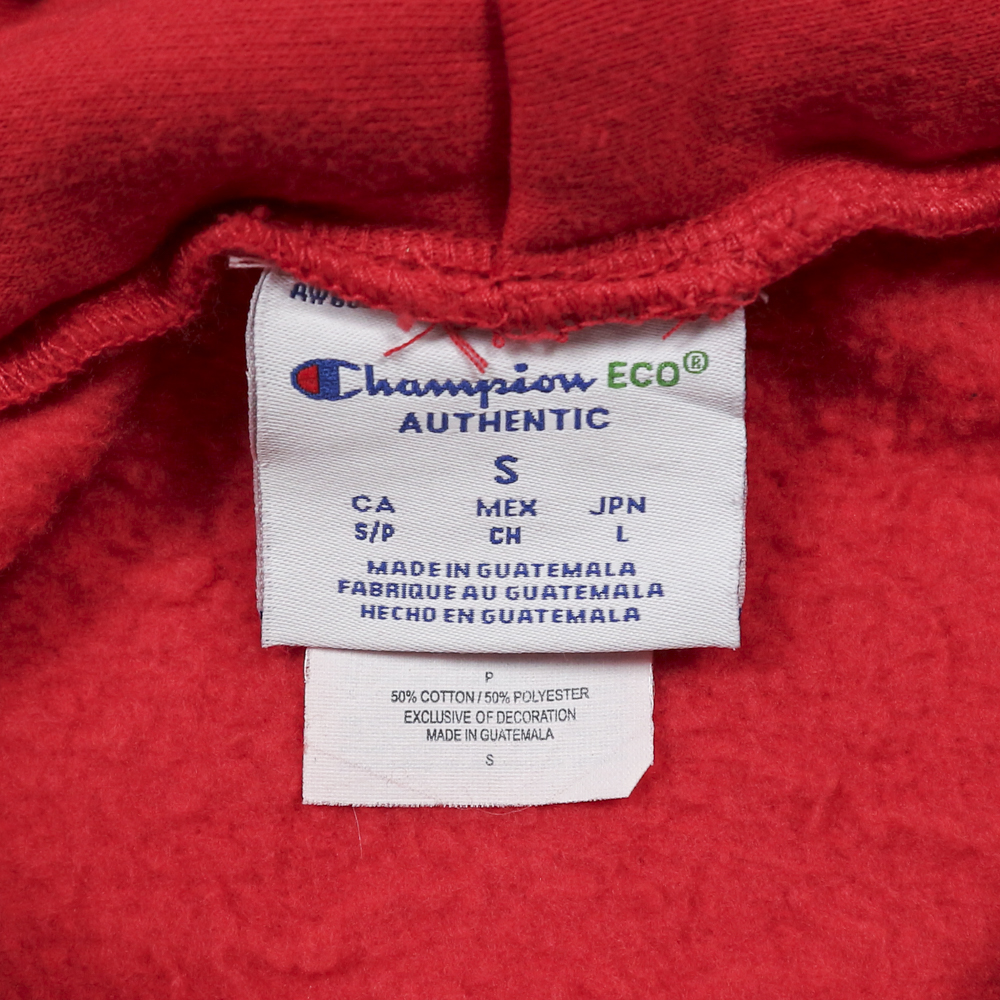 Champion ECO®
AUTHENTIC
S
CA MEX JPN
S/P CH L
MADE IN GUATEMALA
FABRIQUE AU GUATEMALA
HECHO EN GUATEMALA
P
50% COTTON / 50% POLYESTER
EXCLUSIVE OF DECORATION
MADE IN GUATEMALA
S